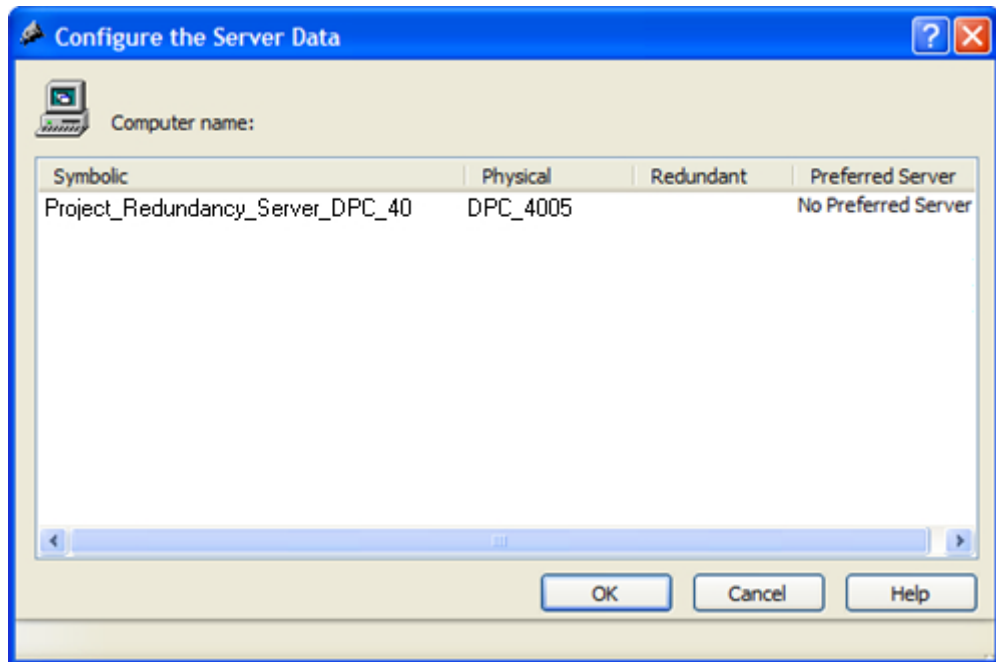 Configure the Server Data
Computer name:
Symbolic Physical Redundant Preferred Server
Project_Redundancy_Server_DPC_40 DPC_4005 No Preferred Server
OK Cancel Help